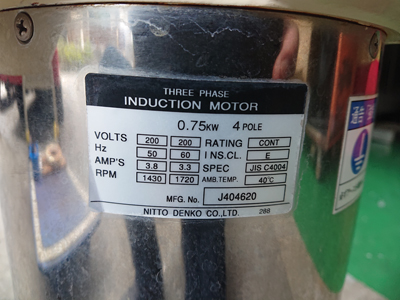 THREE PHASE
INDUCTION MOTOR
0.75KW 4 POLE
VOLTS 200 200 RATING CONT
Hz 50 60 INS.CL. E
AMP'S 3.8 3.3 SPEC JIS C4004
RPM 1430 1720 AMB.TEMP. 40°C
MFG. No. J404620
NITTO DENKO CO.,LTD. 28B